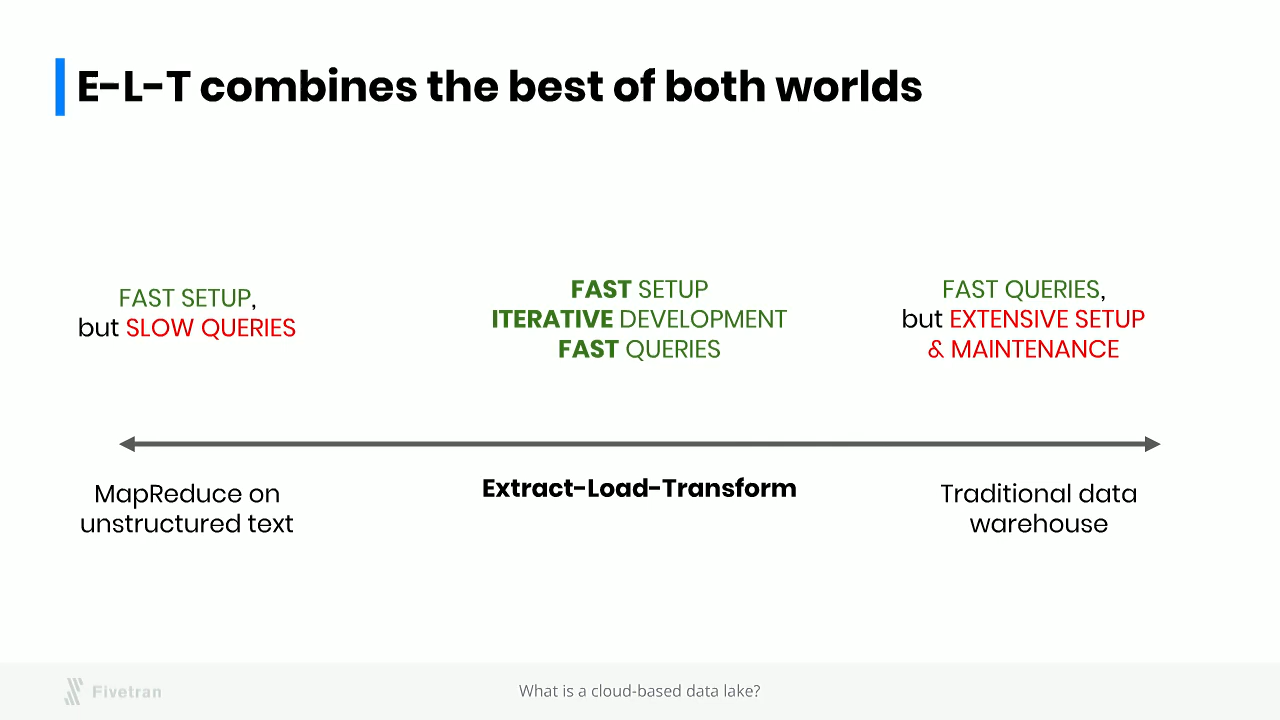 E-L-T combines the best of both worlds
FAST SETUP,
but SLOW QUERIES
FAST SETUP
ITERATIVE DEVELOPMENT
FAST QUERIES
FAST QUERIES,
but EXTENSIVE SETUP
& MAINTENANCE
MapReduce on
unstructured text
Extract-Load-Transform
Traditional data
warehouse
Fivetran
What is a cloud-based data lake?